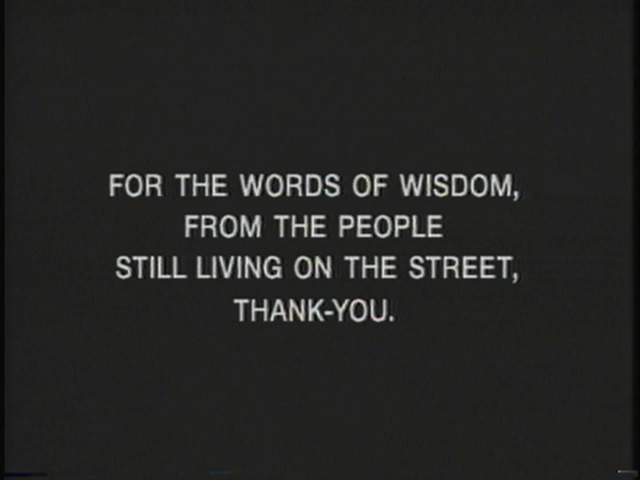 FOR THE WORDS OF WISDOM,
FROM THE PEOPLE
STILL LIVING ON THE STREET,
THANK-YOU.